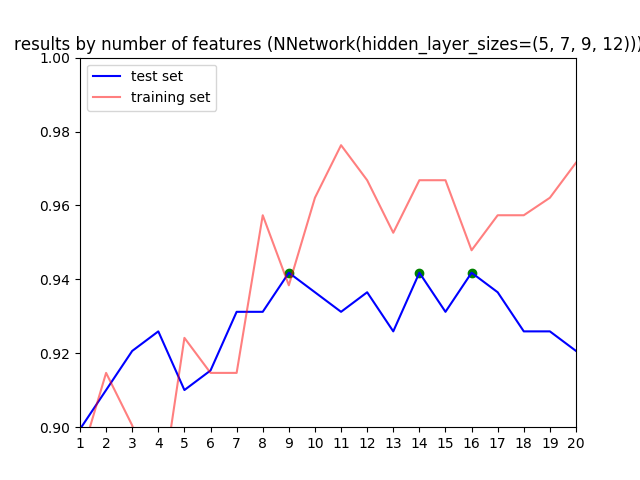 results by number of features (NNetwork(hidden_layer_sizes=(5, 7, 9, 12)))
1.00
test set
training set
0.98
0.96
0.94
0.92
0.90
1 2 3 4 5 6 7 8 9 10 11 12 13 14 15 16 17 18 19 20